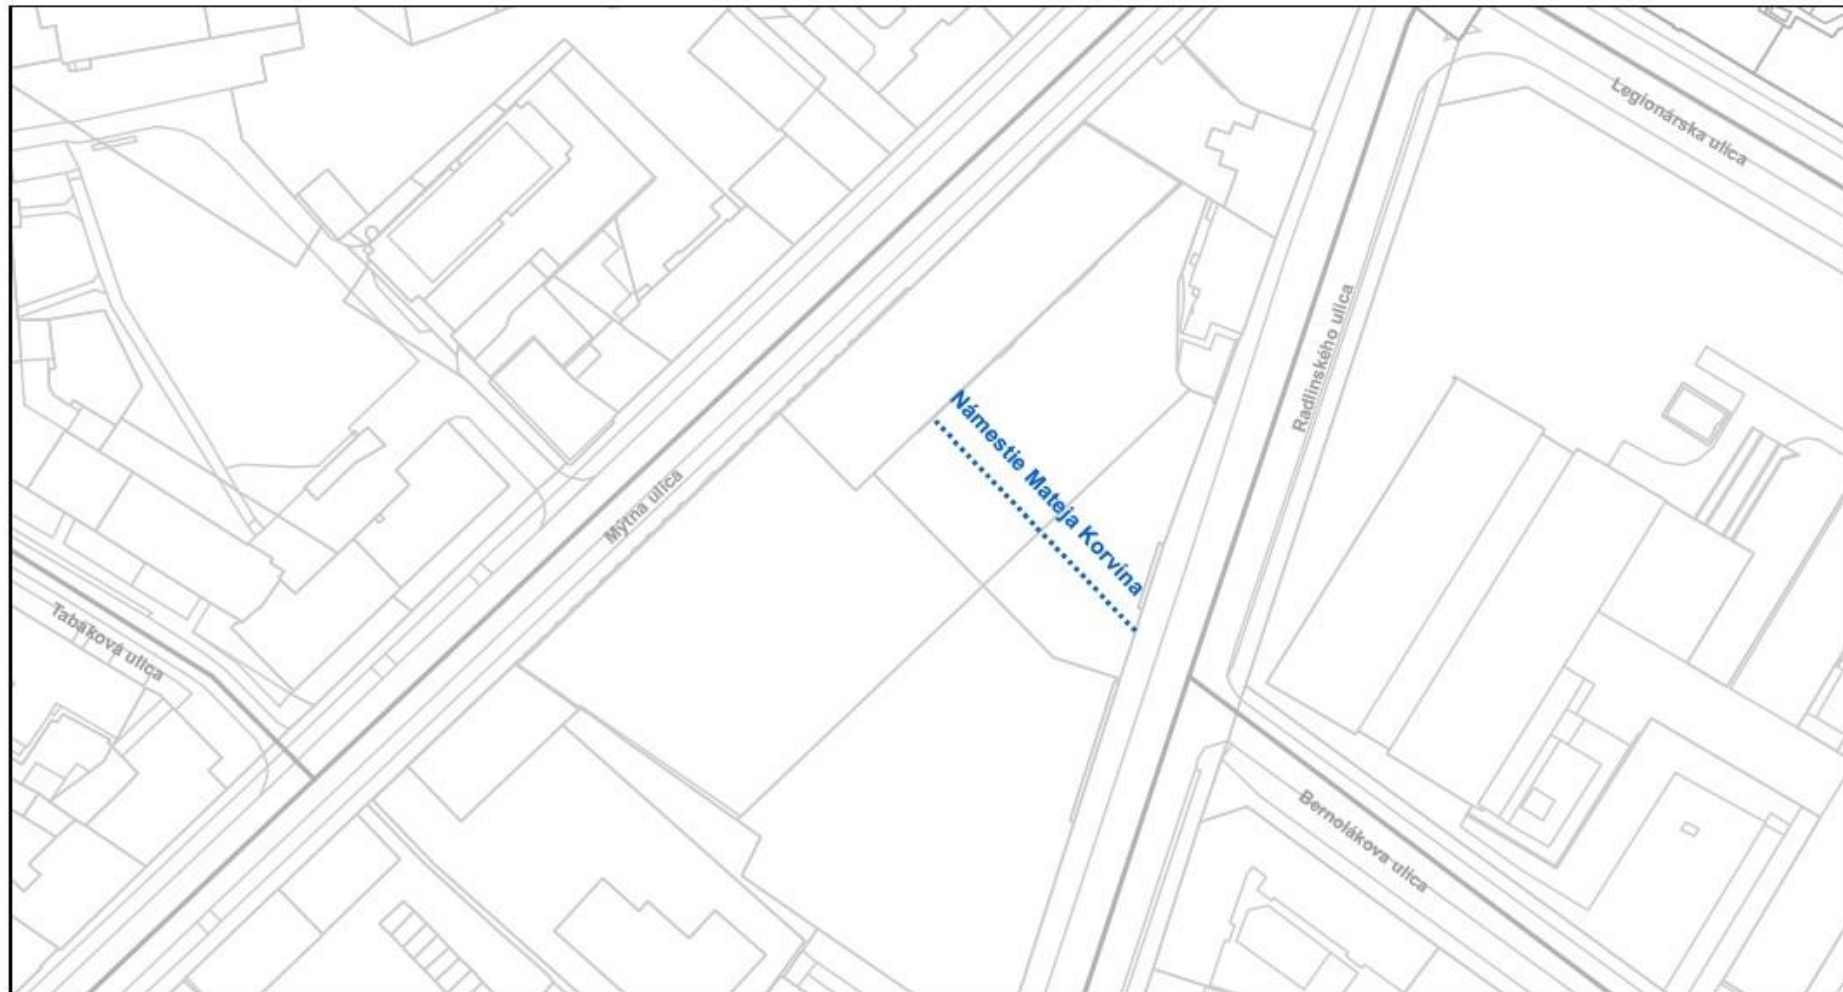 Legionárska ulica
Radlinského ulica
Námestie Mateja Korvína
Mýtna ulica
Tabaková ulica
Bernolákova ulica